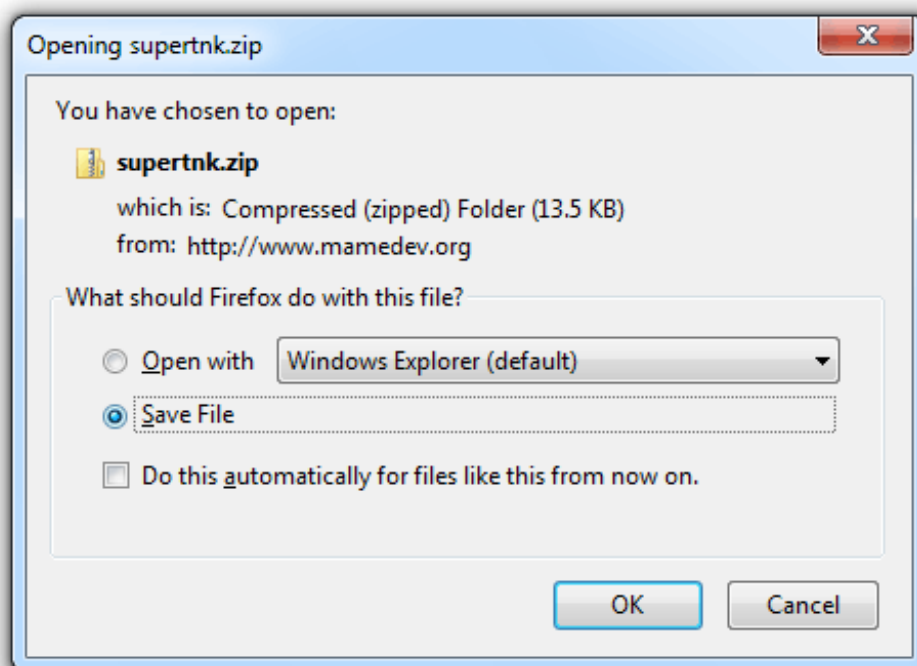 Opening supertnk.zip
You have chosen to open:
supertnk.zip
which is: Compressed (zipped) Folder (13.5 KB)
from: http://www.mamedev.org
What should Firefox do with this file?
Open with Windows Explorer (default)
Save File
Do this automatically for files like this from now on.
OK Cancel